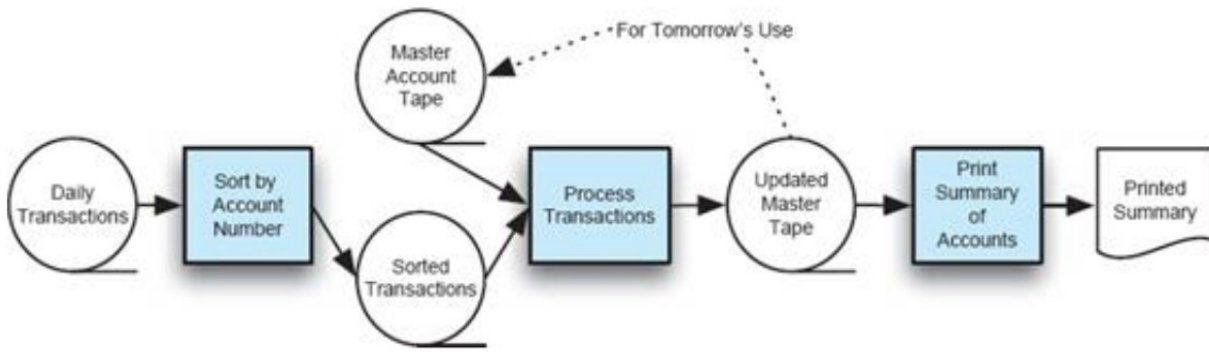 For Tomorrow's Use
Master
Account
Tape
Daily
Transactions
Sort by
Account
Number
Sorted
Transactions
Process
Transactions
Updated
Master
Tape
Print
Summary
of
Accounts
Printed
Summary